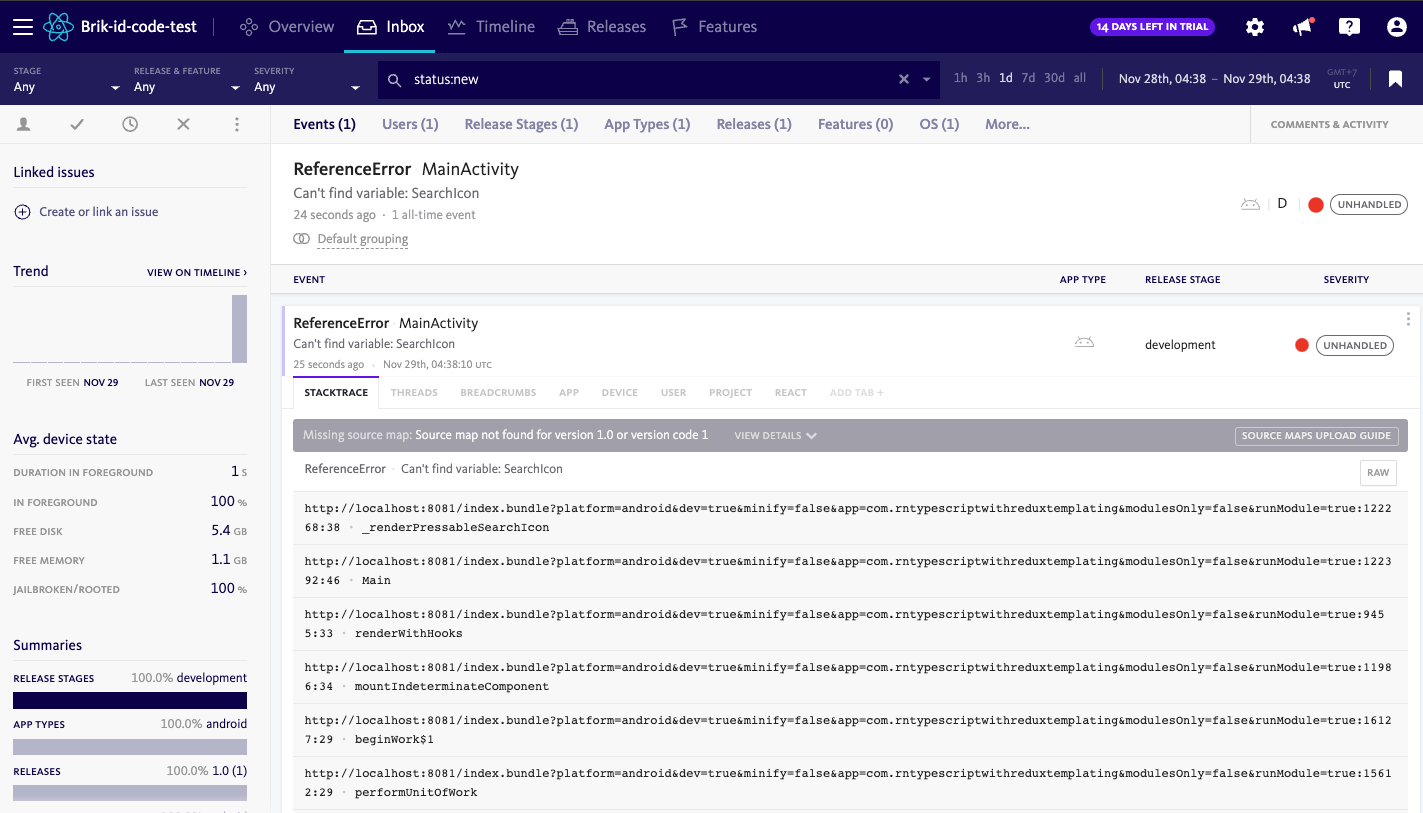 Brik-id-code-test
Overview
Inbox
Timeline
Releases
Features
14 DAYS LEFT IN TRIAL
STAGE
Any
RELEASE & FEATURE
Any
SEVERITY
Any
status:new
1h 3h 1d 7d 30d all
Nov 28th, 04:38 – Nov 29th, 04:38
GMT+7
UTC
Events (1)
Users (1)
Release Stages (1)
App Types (1)
Releases (1)
Features (0)
OS (1)
More...
COMMENTS & ACTIVITY
Linked issues
Create or link an issue
Trend
VIEW ON TIMELINE ›
FIRST SEEN NOV 29
LAST SEEN NOV 29
Avg. device state
DURATION IN FOREGROUND 1 S
IN FOREGROUND 100 %
FREE DISK 5.4 GB
FREE MEMORY 1.1 GB
JAILBROKEN/ROOTED 100 %
Summaries
RELEASE STAGES 100.0% development
APP TYPES 100.0% android
RELEASES 100.0% 1.0 (1)
ReferenceError MainActivity
Can't find variable: SearchIcon
24 seconds ago · 1 all-time event
Default grouping
D
UNHANDLED
EVENT
APP TYPE
RELEASE STAGE
SEVERITY
ReferenceError MainActivity
Can't find variable: SearchIcon
25 seconds ago · Nov 29th, 04:38:10 UTC
development
UNHANDLED
STACKTRACE
THREADS
BREADCRUMBS
APP
DEVICE
USER
PROJECT
REACT
ADD TAB +
Missing source map: Source map not found for version 1.0 or version code 1
VIEW DETAILS
SOURCE MAPS UPLOAD GUIDE
ReferenceError · Can't find variable: SearchIcon
RAW
http://localhost:8081/index.bundle?platform=android&dev=true&minify=false&app=com.rntypescriptwithreduxtemplating&modulesOnly=false&runModule=true:1222
68:38 · _renderPressableSearchIcon
http://localhost:8081/index.bundle?platform=android&dev=true&minify=false&app=com.rntypescriptwithreduxtemplating&modulesOnly=false&runModule=true:1223
92:46 · Main
http://localhost:8081/index.bundle?platform=android&dev=true&minify=false&app=com.rntypescriptwithreduxtemplating&modulesOnly=false&runModule=true:945
5:33 · renderWithHooks
http://localhost:8081/index.bundle?platform=android&dev=true&minify=false&app=com.rntypescriptwithreduxtemplating&modulesOnly=false&runModule=true:1198
6:34 · mountIndeterminateComponent
http://localhost:8081/index.bundle?platform=android&dev=true&minify=false&app=com.rntypescriptwithreduxtemplating&modulesOnly=false&runModule=true:1612
7:29 · beginWork$1
http://localhost:8081/index.bundle?platform=android&dev=true&minify=false&app=com.rntypescriptwithreduxtemplating&modulesOnly=false&runModule=true:1561
2:29 · performUnitOfWork